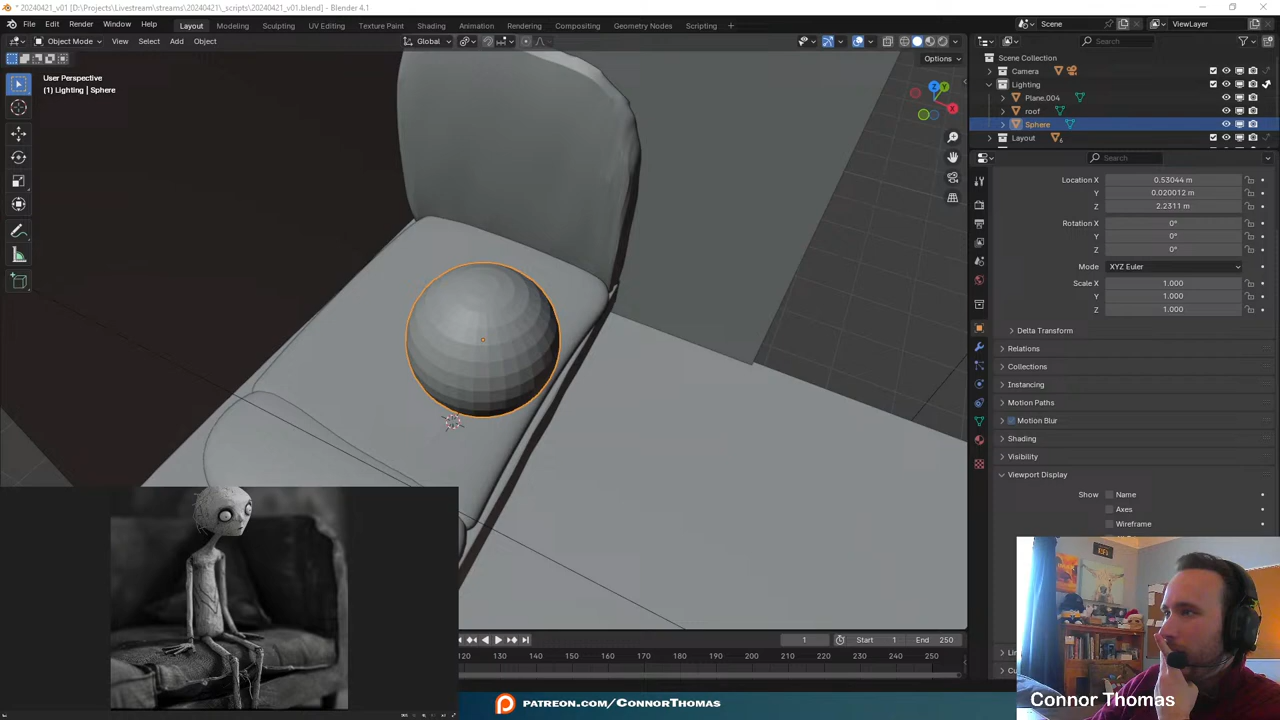 * 20240421_v01 [D:\Projects\Livestream\streams\20240421\_scripts\20240421_v01.blend] - Blender 4.1
File Edit Render Window Help Layout Modeling Sculpting UV Editing Texture Paint Shading Animation Rendering Compositing Geometry Nodes Scripting + Scene ViewLayer
Object Mode View Select Add Object Global Search
Options
User Perspective
(1) Lighting | Sphere
Scene Collection
Camera
Lighting
Plane.004
roof
Sphere
Layout
Search
Location X 0.53044 m
Y 0.020012 m
Z 2.2311 m
Rotation X 0°
Y 0°
Z 0°
Mode XYZ Euler
Scale X 1.000
Y 1.000
Z 1.000
Delta Transform
Relations
Collections
Instancing
Motion Paths
Motion Blur
Shading
Visibility
Viewport Display
Show Name
Axes
Wireframe
X Y Z
1 Start 1 End 250
120 130 140 150 160 170 180 190 200 210 220 230 240 250
Patreon.com/ConnorThomas
Connor Thomas